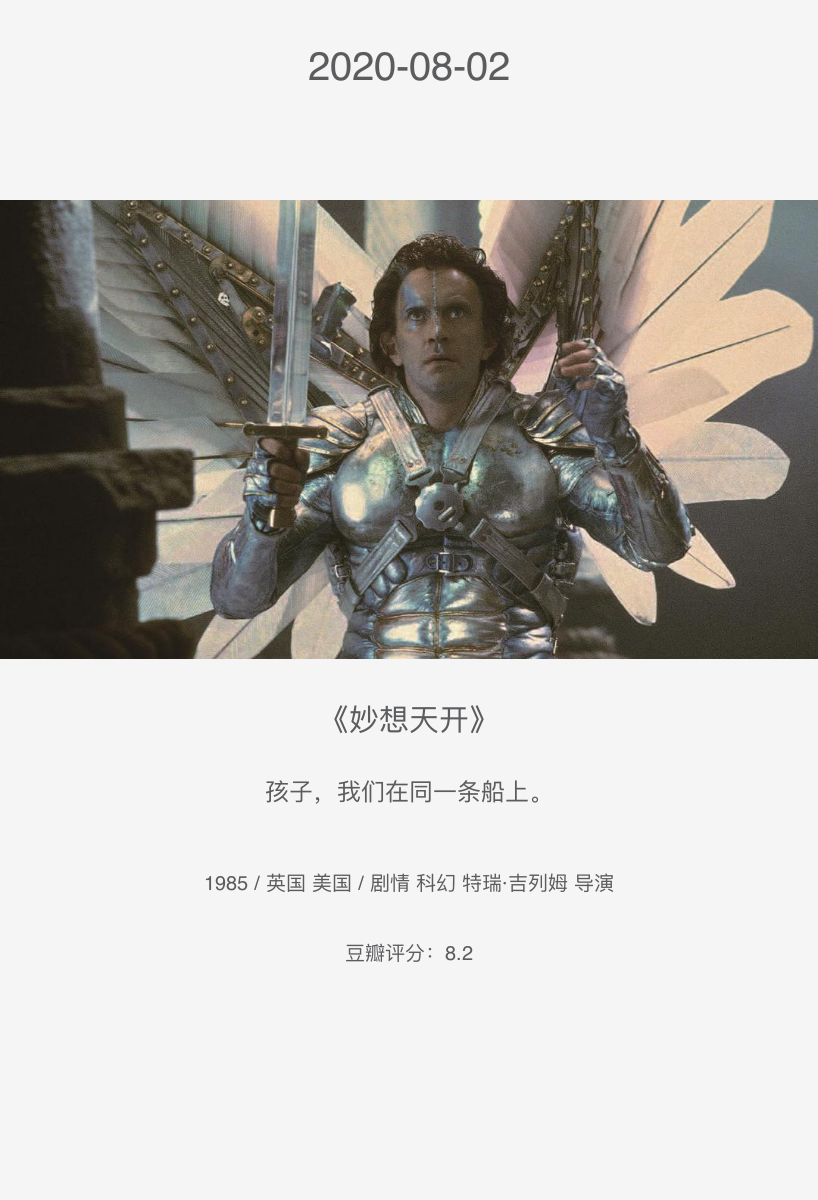 2020-08-02
《妙想天开》
孩子，我们在同一条船上。
1985 / 英国 美国 / 剧情 科幻 特瑞·吉列姆 导演
豆瓣评分：8.2